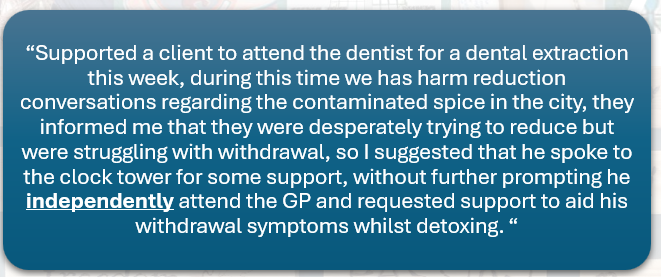 “Supported a client to attend the dentist for a dental extraction
this week, during this time we has harm reduction
conversations regarding the contaminated spice in the city, they
informed me that they were desperately trying to reduce but
were struggling with withdrawal, so I suggested that he spoke to
the clock tower for some support, without further prompting he
independently attend the GP and requested support to aid his
withdrawal symptoms whilst detoxing. “